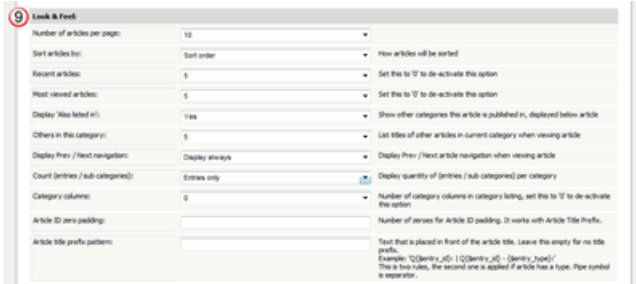 9 Look & Feel:
Number of articles per page: 10
Sort articles by: Sort order How articles will be sorted
Recent articles: 5 Set this to '0' to de-activate this option
Most viewed articles: 5 Set this to '0' to de-activate this option
Display 'Also listed in': Yes Show other categories this article is published in, displayed below article
Others in this category: 5 List titles of other articles in current category when viewing article
Display Prev / Next navigation: Display always Display Prev / Next article navigation when viewing article
Count (entries / sub categories): Entries only Display quantity of (entries / sub categories) per category
Category columns: 0 Number of category columns in category listing, set this to '0' to de-activate
this option
Article ID zero padding: Number of zeroes for Article ID padding. It works with Article Title Prefix.
Article title prefix pattern: Text that is placed in front of the article title. Leave this empty for no title
prefix.
Example: 'Q{$entry_id}: | Q{$entry_id} - {$entry_type}:'
This is two rules, the second one is applied if article has a type. Pipe symbol
is separator.